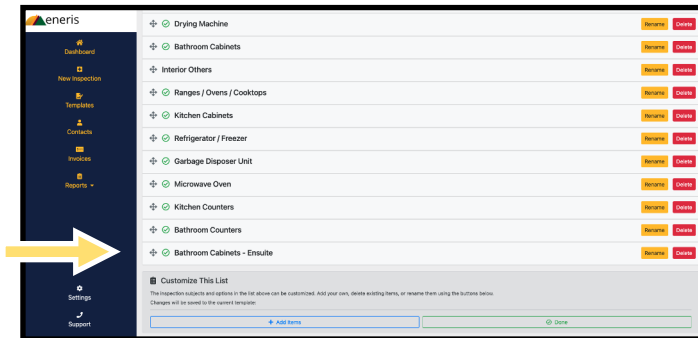 eneris
Dashboard
New Inspection
Templates
Contacts
Invoices
Reports
Settings
Support
Drying Machine Rename Delete
Bathroom Cabinets Rename Delete
Interior Others Rename Delete
Ranges / Ovens / Cooktops Rename Delete
Kitchen Cabinets Rename Delete
Refrigerator / Freezer Rename Delete
Garbage Disposer Unit Rename Delete
Microwave Oven Rename Delete
Kitchen Counters Rename Delete
Bathroom Counters Rename Delete
Bathroom Cabinets - Ensuite Rename Delete
Customize This List
The inspection subjects and options in the list above can be customized. Add your own, delete existing items, or rename them using the buttons below.
Changes will be saved to the current template.
+ Add Items Done